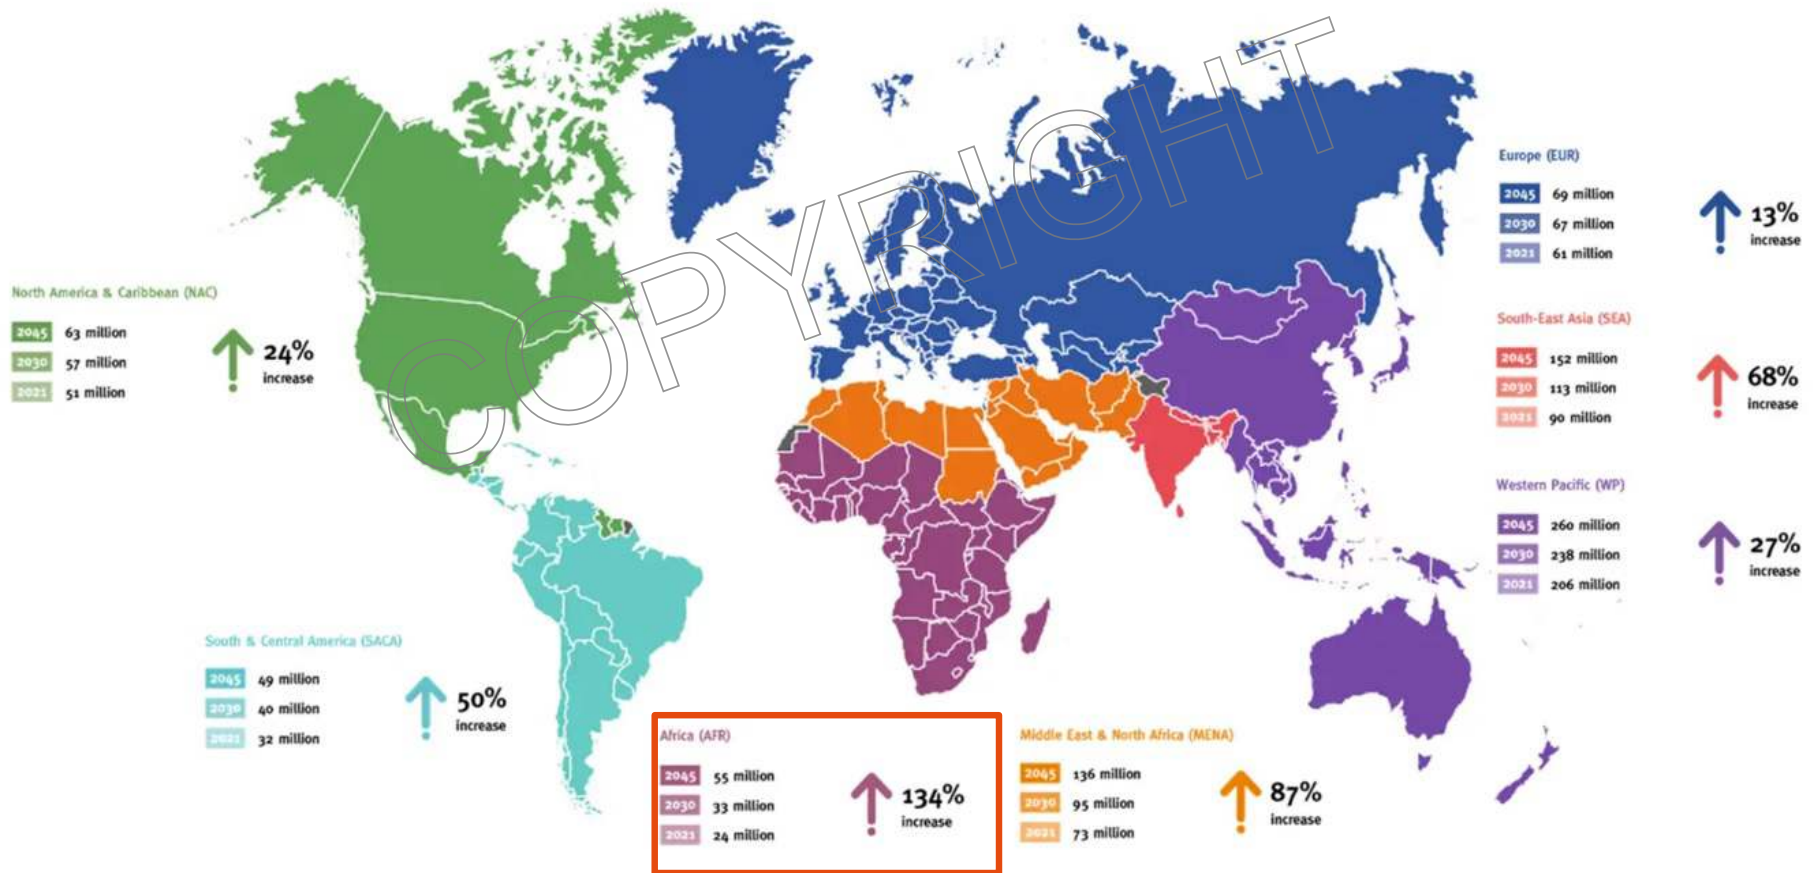 COPYRIGHT
Europe (EUR)
2045 69 million
2030 67 million
2021 61 million
13%
increase
North America & Caribbean (NAC)
2045 63 million
2030 57 million
2021 51 million
24%
increase
South-East Asia (SEA)
2045 152 million
2030 113 million
2021 90 million
68%
increase
Western Pacific (WP)
2045 260 million
2030 238 million
2021 206 million
27%
increase
South & Central America (SACA)
2045 49 million
2030 40 million
2021 32 million
50%
increase
Africa (AFR)
2045 55 million
2030 33 million
2021 24 million
134%
increase
Middle East & North Africa (MENA)
2045 136 million
2030 95 million
2021 73 million
87%
increase